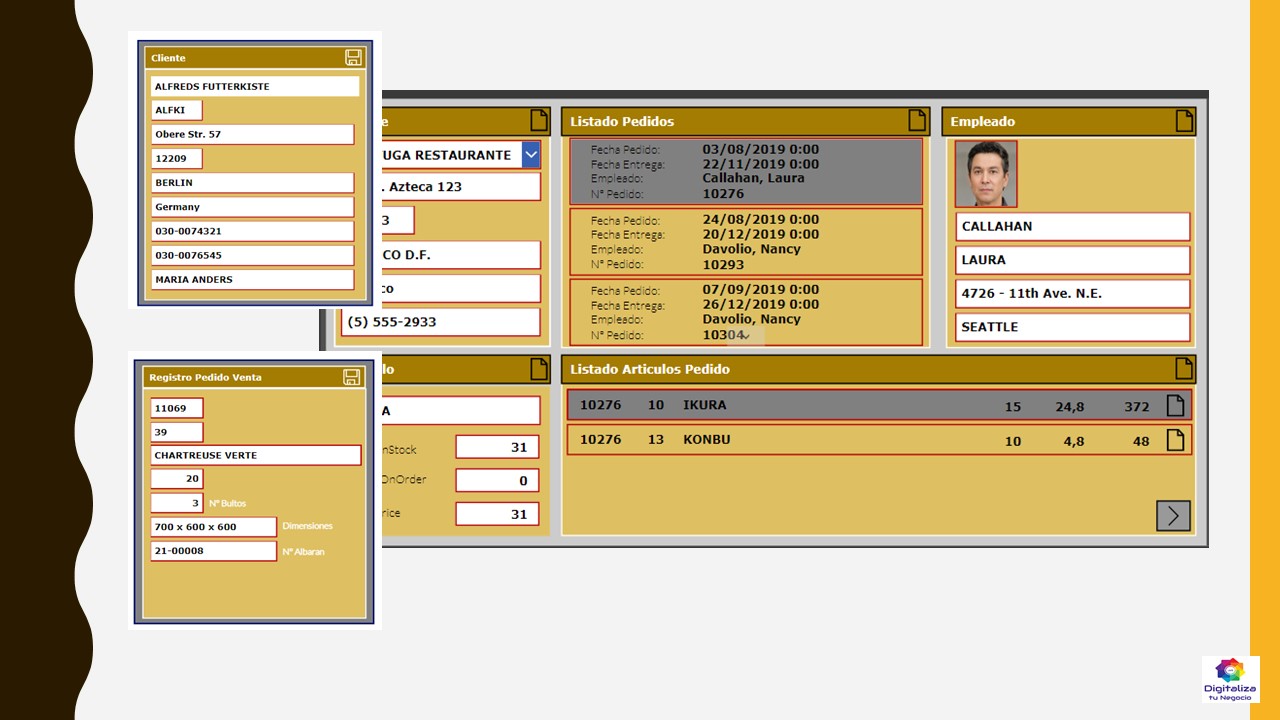 Cliente
ALFREDS FUTTERKISTE
ALFKI
Obere Str. 57
12209
BERLIN
Germany
030-0074321
030-0076545
MARIA ANDERS
e
UGA RESTAURANTE
. Azteca 123
3
CO D.F.
co
(5) 555-2933
Listado Pedidos
Fecha Pedido: 03/08/2019 0:00
Fecha Entrega: 22/11/2019 0:00
Empleado: Callahan, Laura
Nº Pedido: 10276
Fecha Pedido: 24/08/2019 0:00
Fecha Entrega: 20/12/2019 0:00
Empleado: Davolio, Nancy
Nº Pedido: 10293
Fecha Pedido: 07/09/2019 0:00
Fecha Entrega: 26/12/2019 0:00
Empleado: Davolio, Nancy
Nº Pedido: 10304
Empleado
CALLAHAN
LAURA
4726 - 11th Ave. N.E.
SEATTLE
Registro Pedido Venta
11069
39
CHARTREUSE VERTE
20
3 Nº Bultos
700 x 600 x 600 Dimensiones
21-00008 Nº Albaran
lo
A
nStock 31
OnOrder 0
rice 31
Listado Articulos Pedido
10276 10 IKURA 15 24,8 372
10276 13 KONBU 10 4,8 48
Digitaliza
tu Negocio